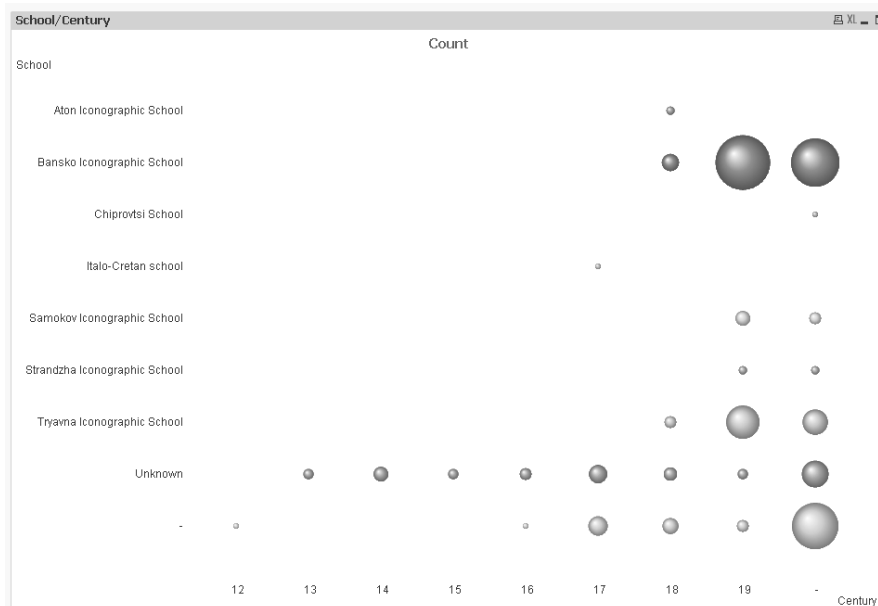 School/Century
XL
Count
School
Aton Iconographic School
Bansko Iconographic School
Chiprovtsi School
Italo-Cretan school
Samokov Iconographic School
Strandzha Iconographic School
Tryavna Iconographic School
Unknown
-
12 13 14 15 16 17 18 19 -
Century